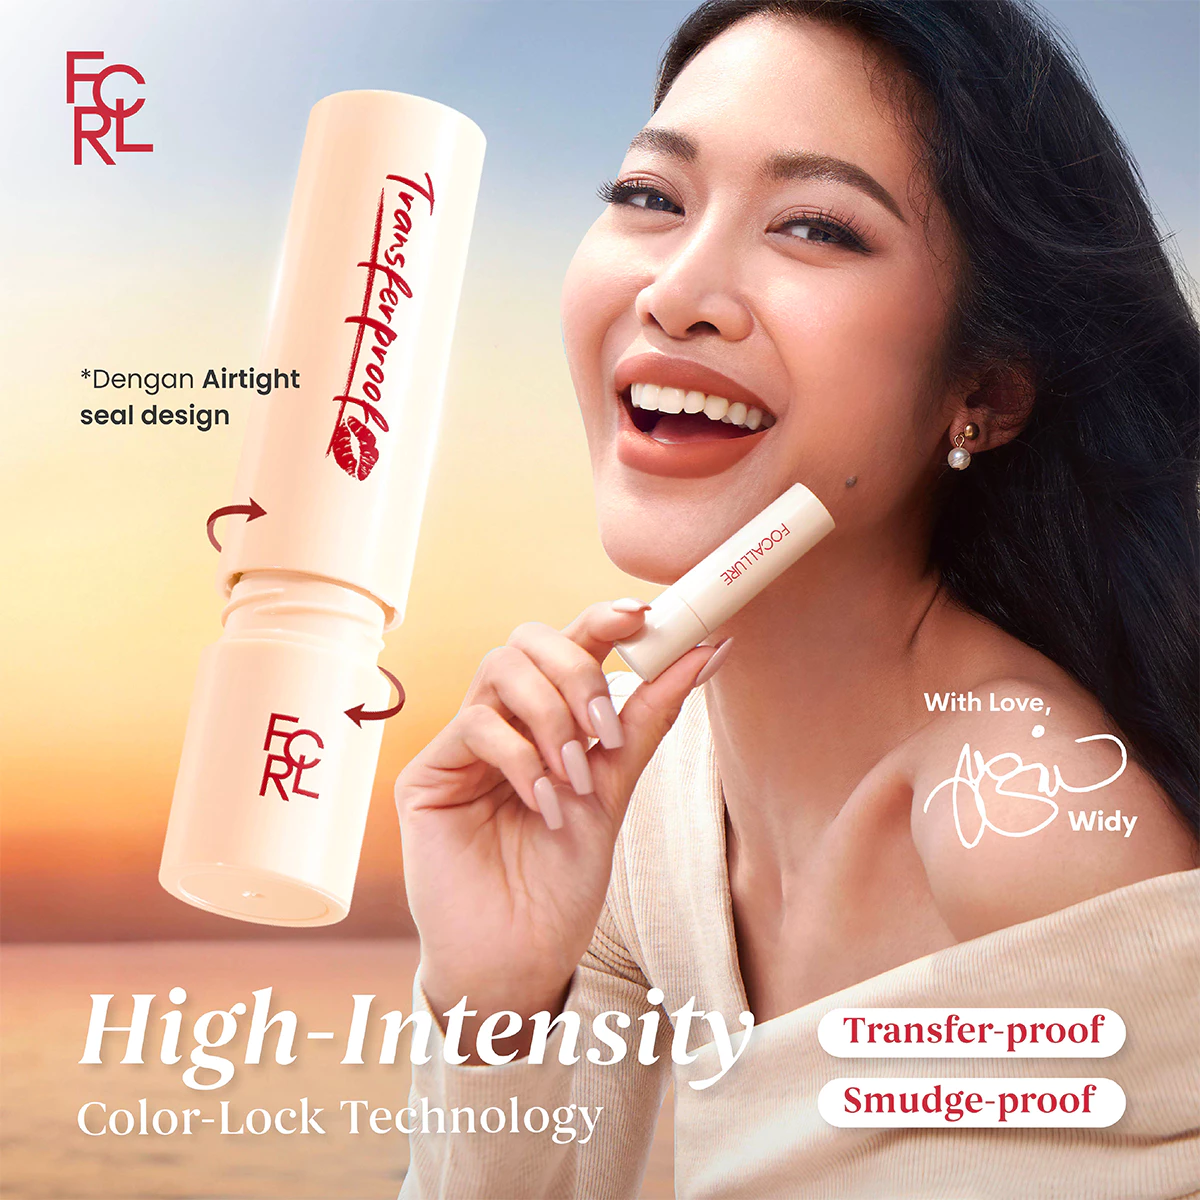 FC
RL
Transferproof
*Dengan Airtight
seal design
FOCALLURE
FC
RL
With Love,
Widy
High-Intensity
Color-Lock Technology
Transfer-proof
Smudge-proof